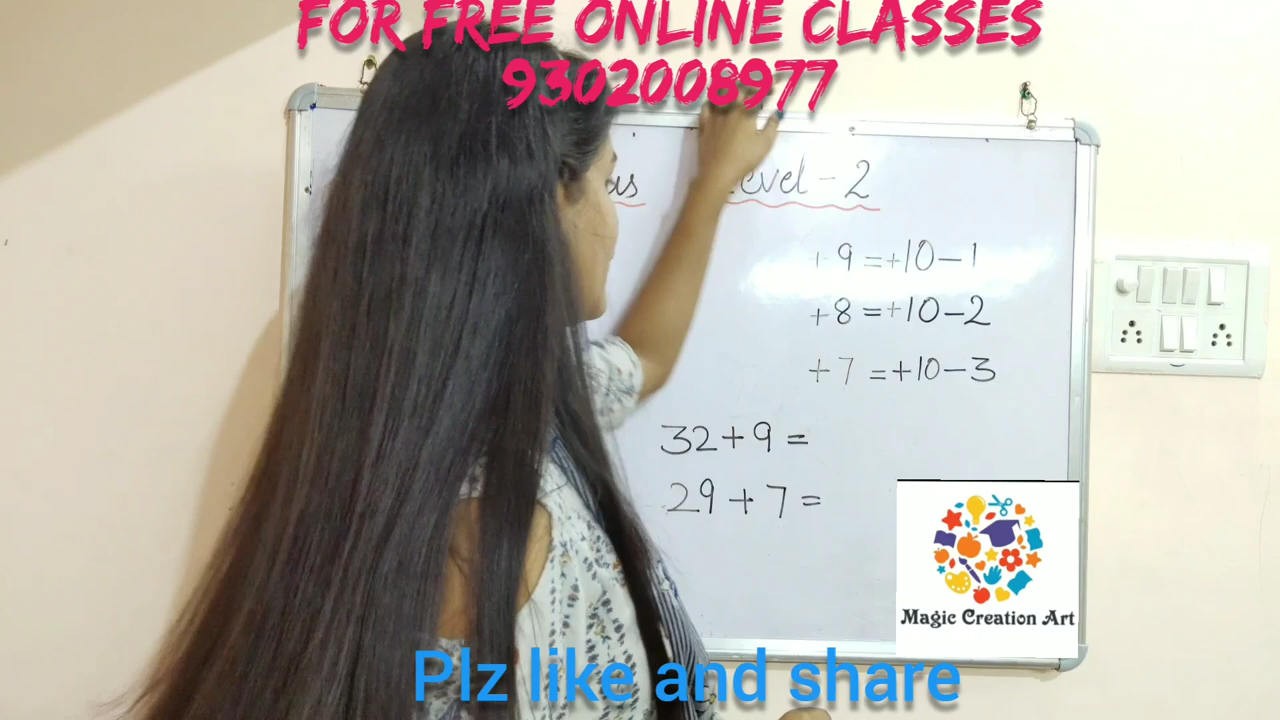 FOR FREE ONLINE CLASSES
9302008977
Level - 2
+9 = +10-1
+8 = +10-2
+7 = +10-3
32+9 =
29+7 =
Magic Creation Art
Plz like and share